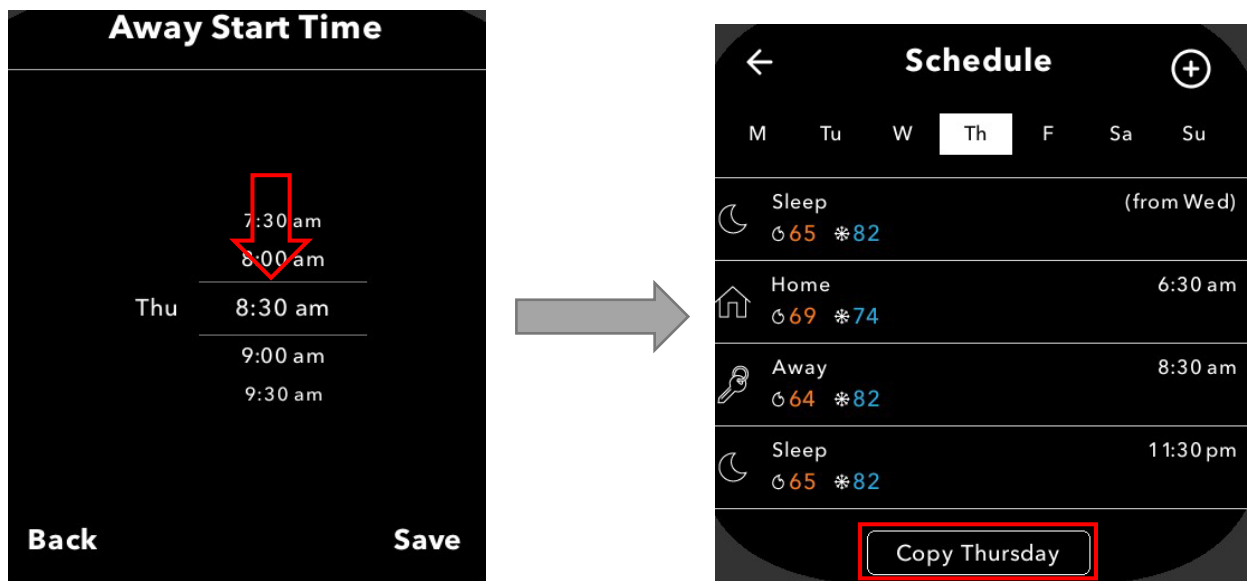 Away Start Time
7:30 am
8:00 am
Thu 8:30 am
9:00 am
9:30 am
Back Save
Schedule
M Tu W Th F Sa Su
Sleep (from Wed)
65 82
Home 6:30 am
69 74
Away 8:30 am
64 82
Sleep 11:30 pm
65 82
Copy Thursday